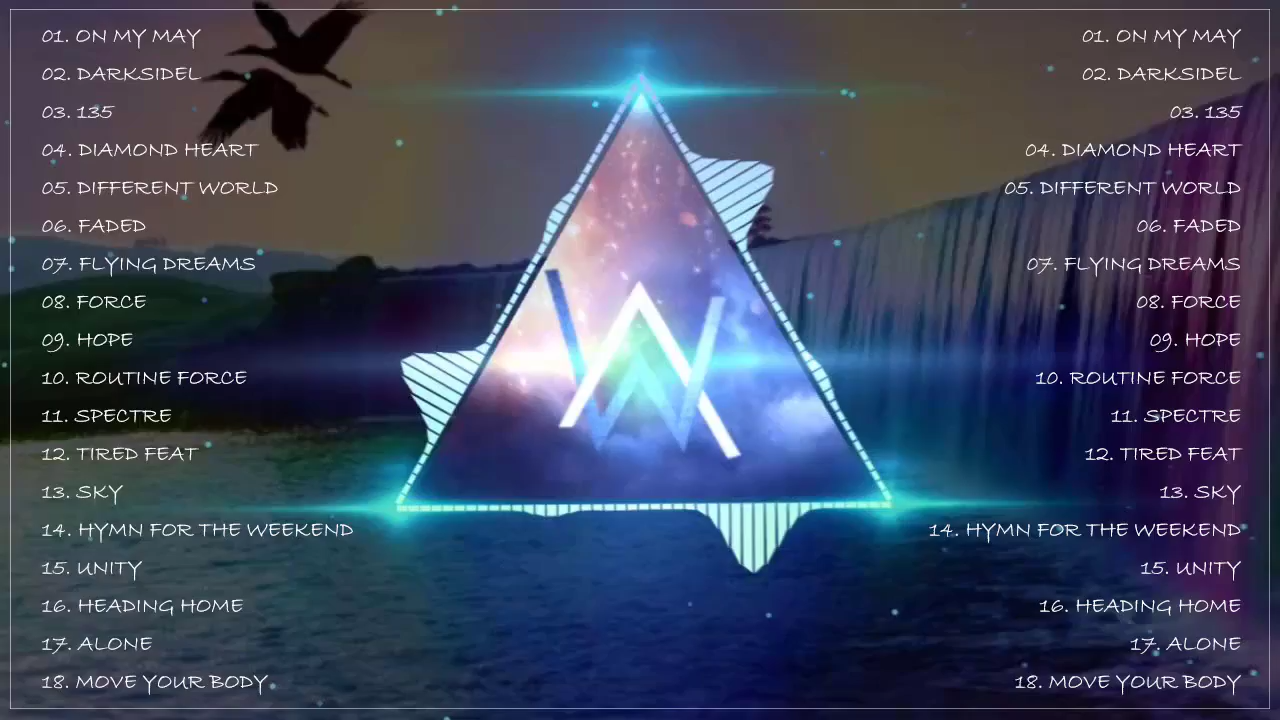 01. ON MY MAY
02. DARKSIDEL
03. 135
04. DIAMOND HEART
05. DIFFERENT WORLD
06. FADED
07. FLYING DREAMS
08. FORCE
09. HOPE
10. ROUTINE FORCE
11. SPECTRE
12. TIRED FEAT
13. SKY
14. HYMN FOR THE WEEKEND
15. UNITY
16. HEADING HOME
17. ALONE
18. MOVE YOUR BODY
01. ON MY MAY
02. DARKSIDEL
03. 135
04. DIAMOND HEART
05. DIFFERENT WORLD
06. FADED
07. FLYING DREAMS
08. FORCE
09. HOPE
10. ROUTINE FORCE
11. SPECTRE
12. TIRED FEAT
13. SKY
14. HYMN FOR THE WEEKEND
15. UNITY
16. HEADING HOME
17. ALONE
18. MOVE YOUR BODY